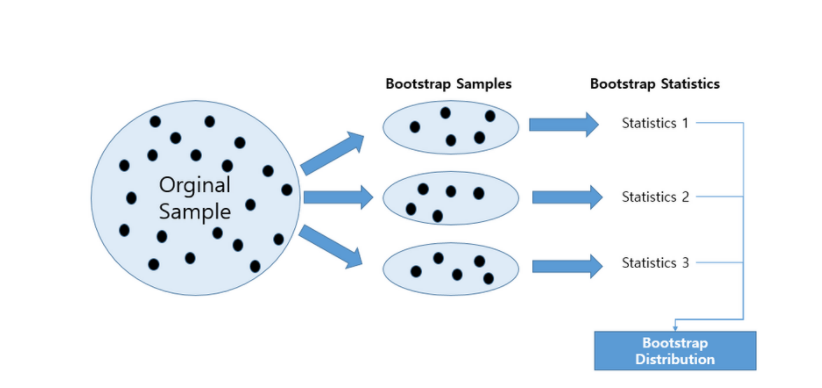 Bootstrap Samples
Bootstrap Statistics
Orginal
Sample
Statistics 1
Statistics 2
Statistics 3
Bootstrap
Distribution